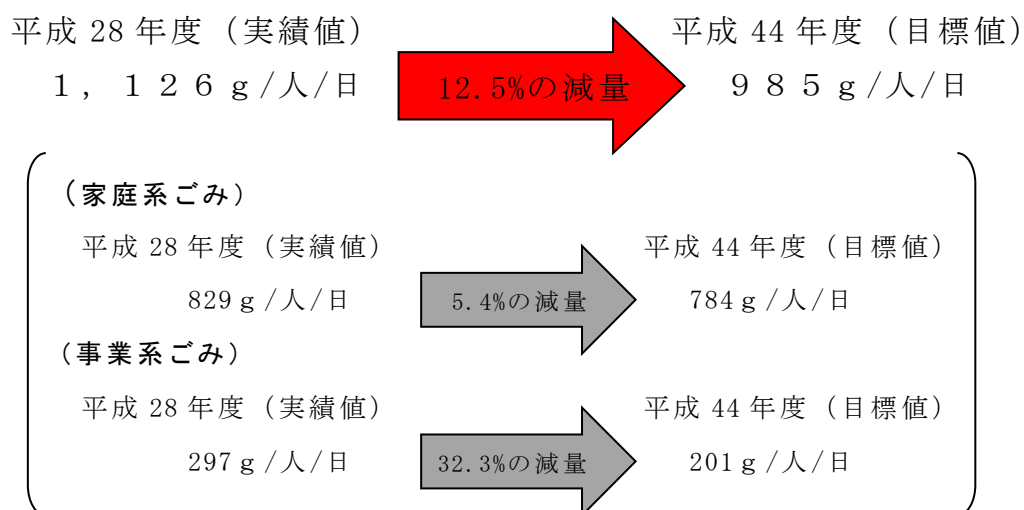 平成 28 年度（実績値） 平成 44 年度（目標値）
１，１２６ｇ/人/日 12.5%の減量 ９８５ｇ/人/日
（家庭系ごみ）
平成 28 年度（実績値） 平成 44 年度（目標値）
829ｇ/人/日 5.4%の減量 784ｇ/人/日
（事業系ごみ）
平成 28 年度（実績値） 平成 44 年度（目標値）
297ｇ/人/日 32.3%の減量 201ｇ/人/日